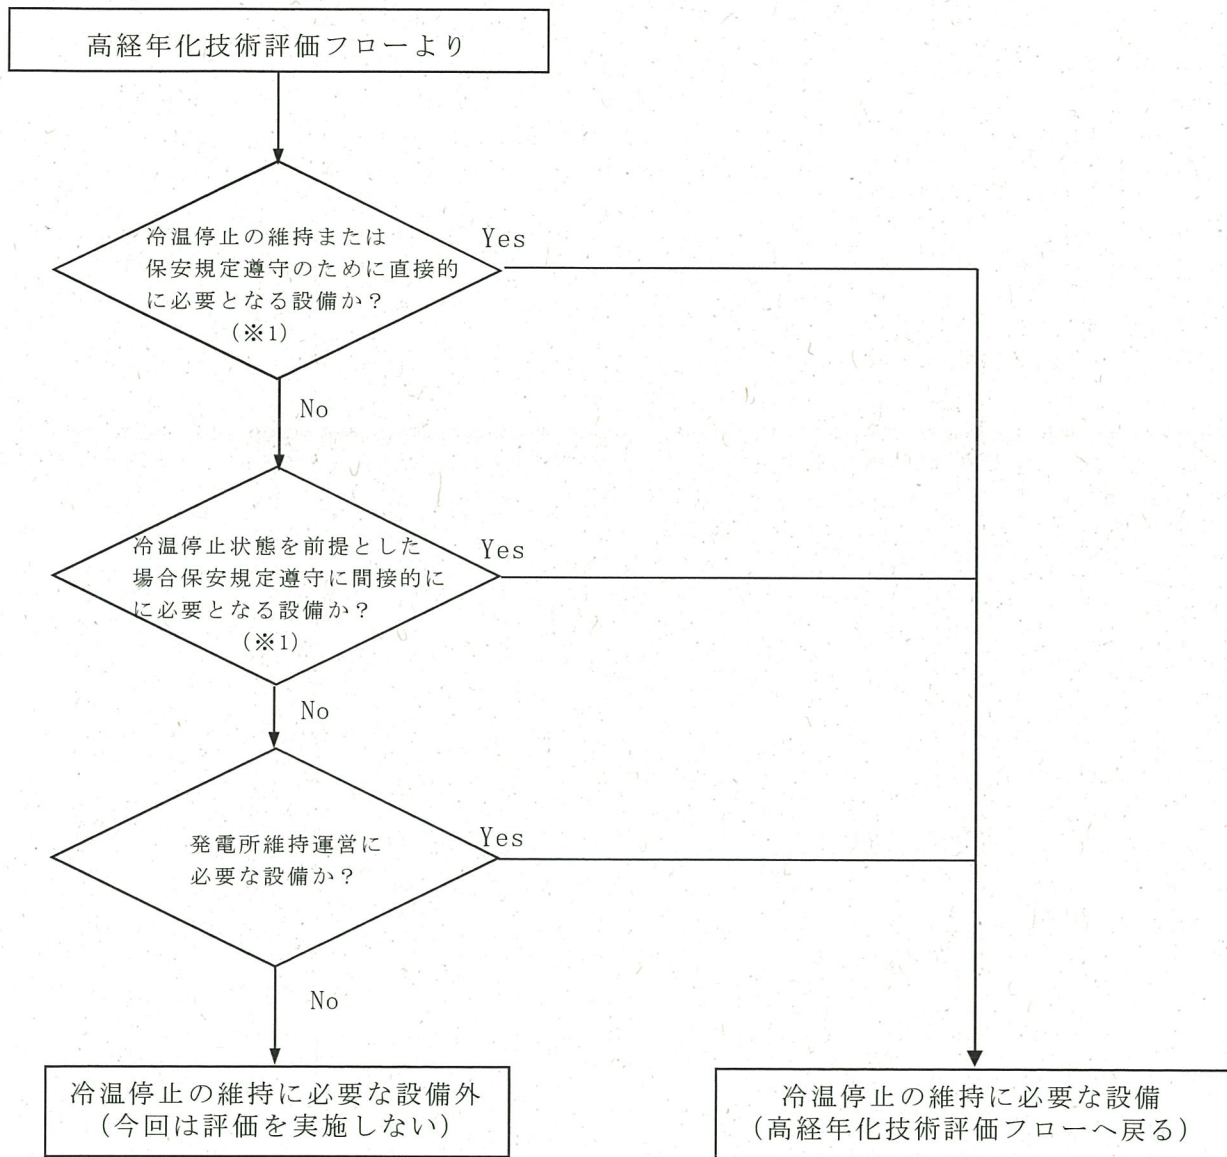 高経年化技術評価フローより
冷温停止の維持または
保安規定遵守のために直接的
に必要となる設備か？
(※1)
Yes
No
冷温停止状態を前提とした
場合保安規定遵守に間接的に
に必要となる設備か？
(※1)
Yes
No
発電所維持運営に
必要な設備か？
Yes
No
冷温停止の維持に必要な設備外
(今回は評価を実施しない)
冷温停止の維持に必要な設備
(高経年化技術評価フローへ戻る)